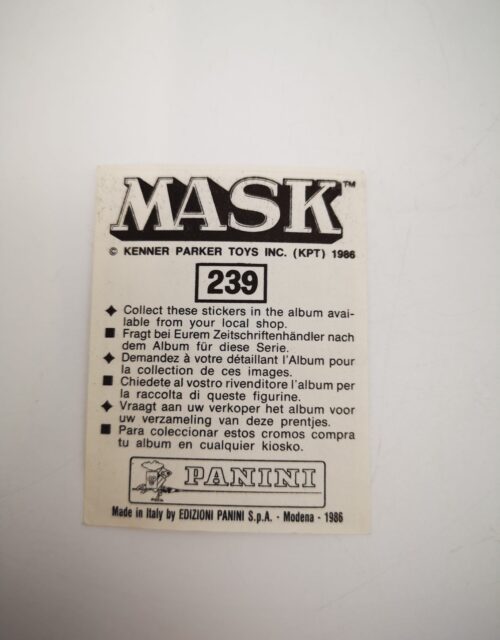 MASK™
© KENNER PARKER TOYS INC. (KPT) 1986
239
✦ Collect these stickers in the album avai-
lable from your local shop.
■ Fragt bei Eurem Zeitschriftenhändler nach
dem Album für diese Serie.
✦ Demandez à votre détaillant l'Album pour
la collection de ces images.
■ Chiedete al vostro rivenditore l'album per
la raccolta di queste figurine.
✦ Vraagt aan uw verkoper het album voor
uw verzameling van deze prentjes.
■ Para coleccionar estos cromos compra
tu album en cualquier kiosko.
PANINI
Made in Italy by EDIZIONI PANINI S.p.A. - Modena - 1986